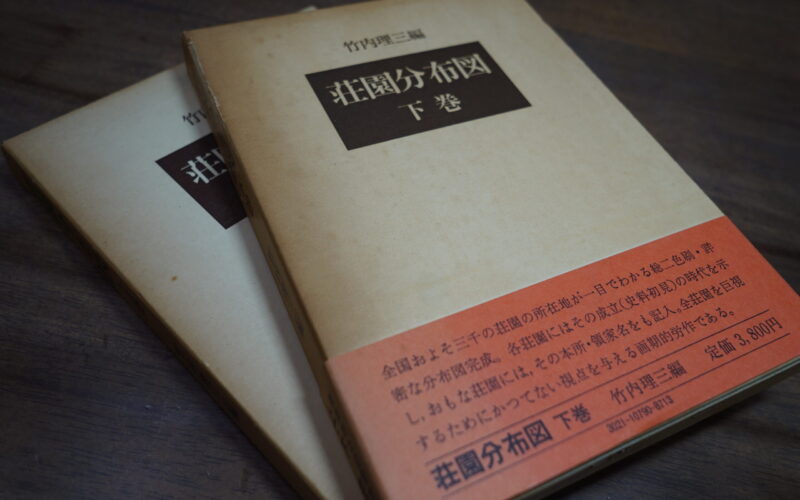 竹内理三編
荘園分布図
下巻
全国およそ三千の荘園の所在地が一目でわかる総二色刷・詳
密な分布図完成。各荘園にはその成立(史料初見)の時代を示
し、おもな荘園には、その本所・領家名をも記入。全荘園を巨視
するためにかつてない視点を与える画期的労作である。
荘園分布図 下巻 竹内理三編 定価 3,800円
3021-10790-8713
竹
荘